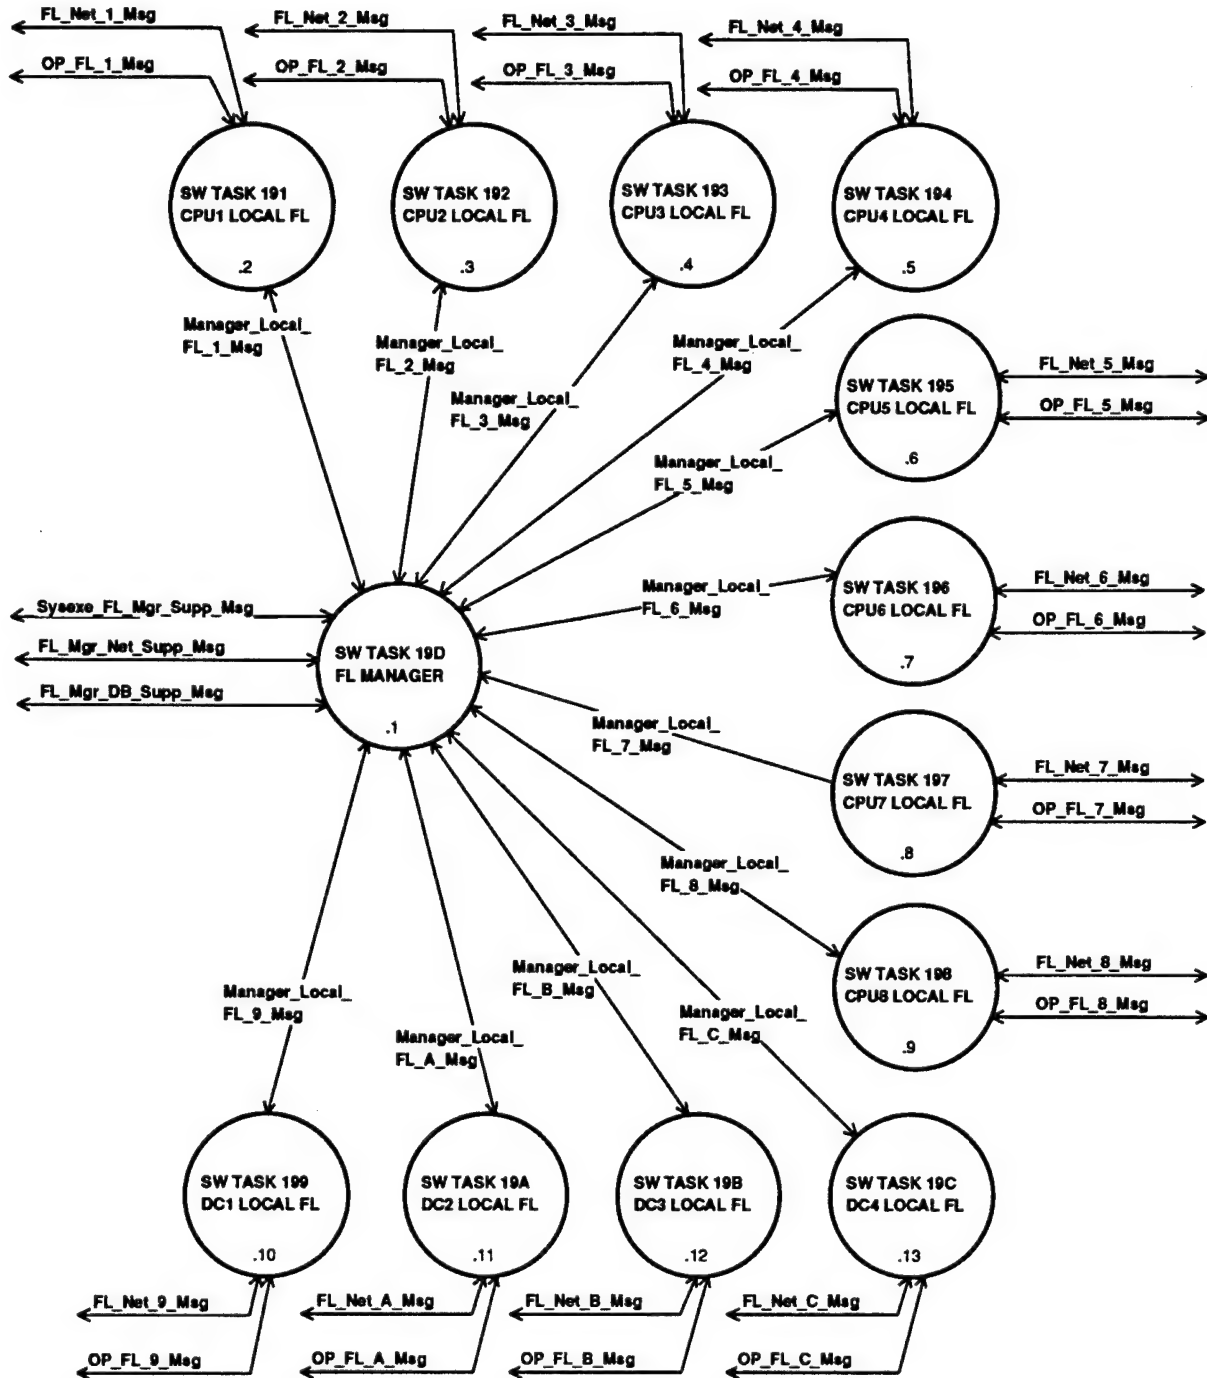 FL_Net_1_Msg
OP_FL_1_Msg
FL_Net_2_Msg
OP_FL_2_Msg
FL_Net_3_Msg
OP_FL_3_Msg
FL_Net_4_Msg
OP_FL_4_Msg
SW TASK 191
CPU1 LOCAL FL
.2
SW TASK 192
CPU2 LOCAL FL
.3
SW TASK 193
CPU3 LOCAL FL
.4
SW TASK 194
CPU4 LOCAL FL
.5
Manager_Local_
FL_1_Msg
Manager_Local_
FL_2_Msg
Manager_Local_
FL_3_Msg
Manager_Local_
FL_4_Msg
SW TASK 195
CPU5 LOCAL FL
.6
FL_Net_5_Msg
OP_FL_5_Msg
Manager_Local_
FL_5_Msg
Manager_Local_
FL_6_Msg
SW TASK 196
CPU6 LOCAL FL
.7
FL_Net_6_Msg
OP_FL_6_Msg
Sysexe_FL_Mgr_Supp_Msg
FL_Mgr_Net_Supp_Msg
FL_Mgr_DB_Supp_Msg
SW TASK 19D
FL MANAGER
.1
Manager_Local_
FL_7_Msg
SW TASK 197
CPU7 LOCAL FL
.8
FL_Net_7_Msg
OP_FL_7_Msg
Manager_Local_
FL_8_Msg
SW TASK 198
CPU8 LOCAL FL
.9
FL_Net_8_Msg
OP_FL_8_Msg
Manager_Local_
FL_9_Msg
Manager_Local_
FL_A_Msg
Manager_Local_
FL_B_Msg
Manager_Local_
FL_C_Msg
SW TASK 199
DC1 LOCAL FL
.10
SW TASK 19A
DC2 LOCAL FL
.11
SW TASK 19B
DC3 LOCAL FL
.12
SW TASK 19C
DC4 LOCAL FL
.13
FL_Net_9_Msg
OP_FL_9_Msg
FL_Net_A_Msg
OP_FL_A_Msg
FL_Net_B_Msg
OP_FL_B_Msg
FL_Net_C_Msg
OP_FL_C_Msg